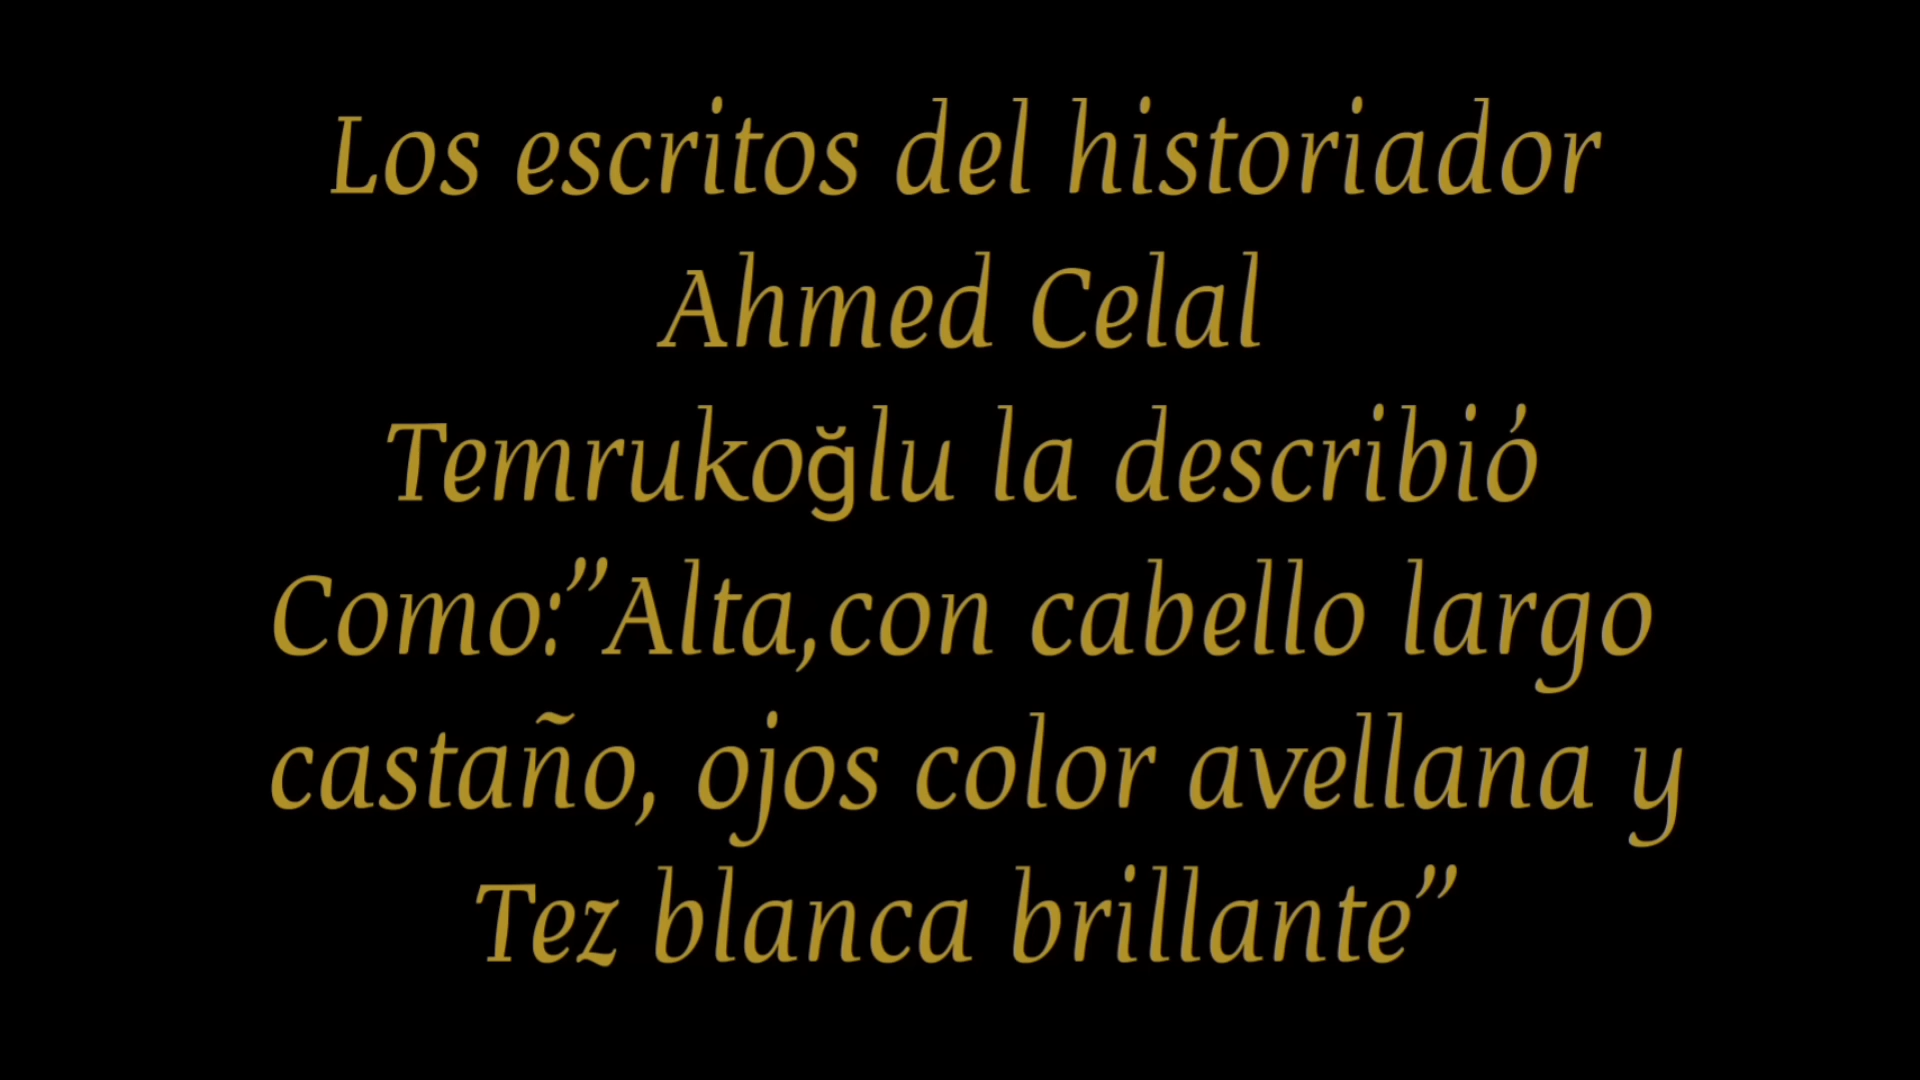 Los escritos del historiador
Ahmed Celal
Temrukoğlu la describió
Como:”Alta,con cabello largo
castaño, ojos color avellana y
Tez blanca brillante”